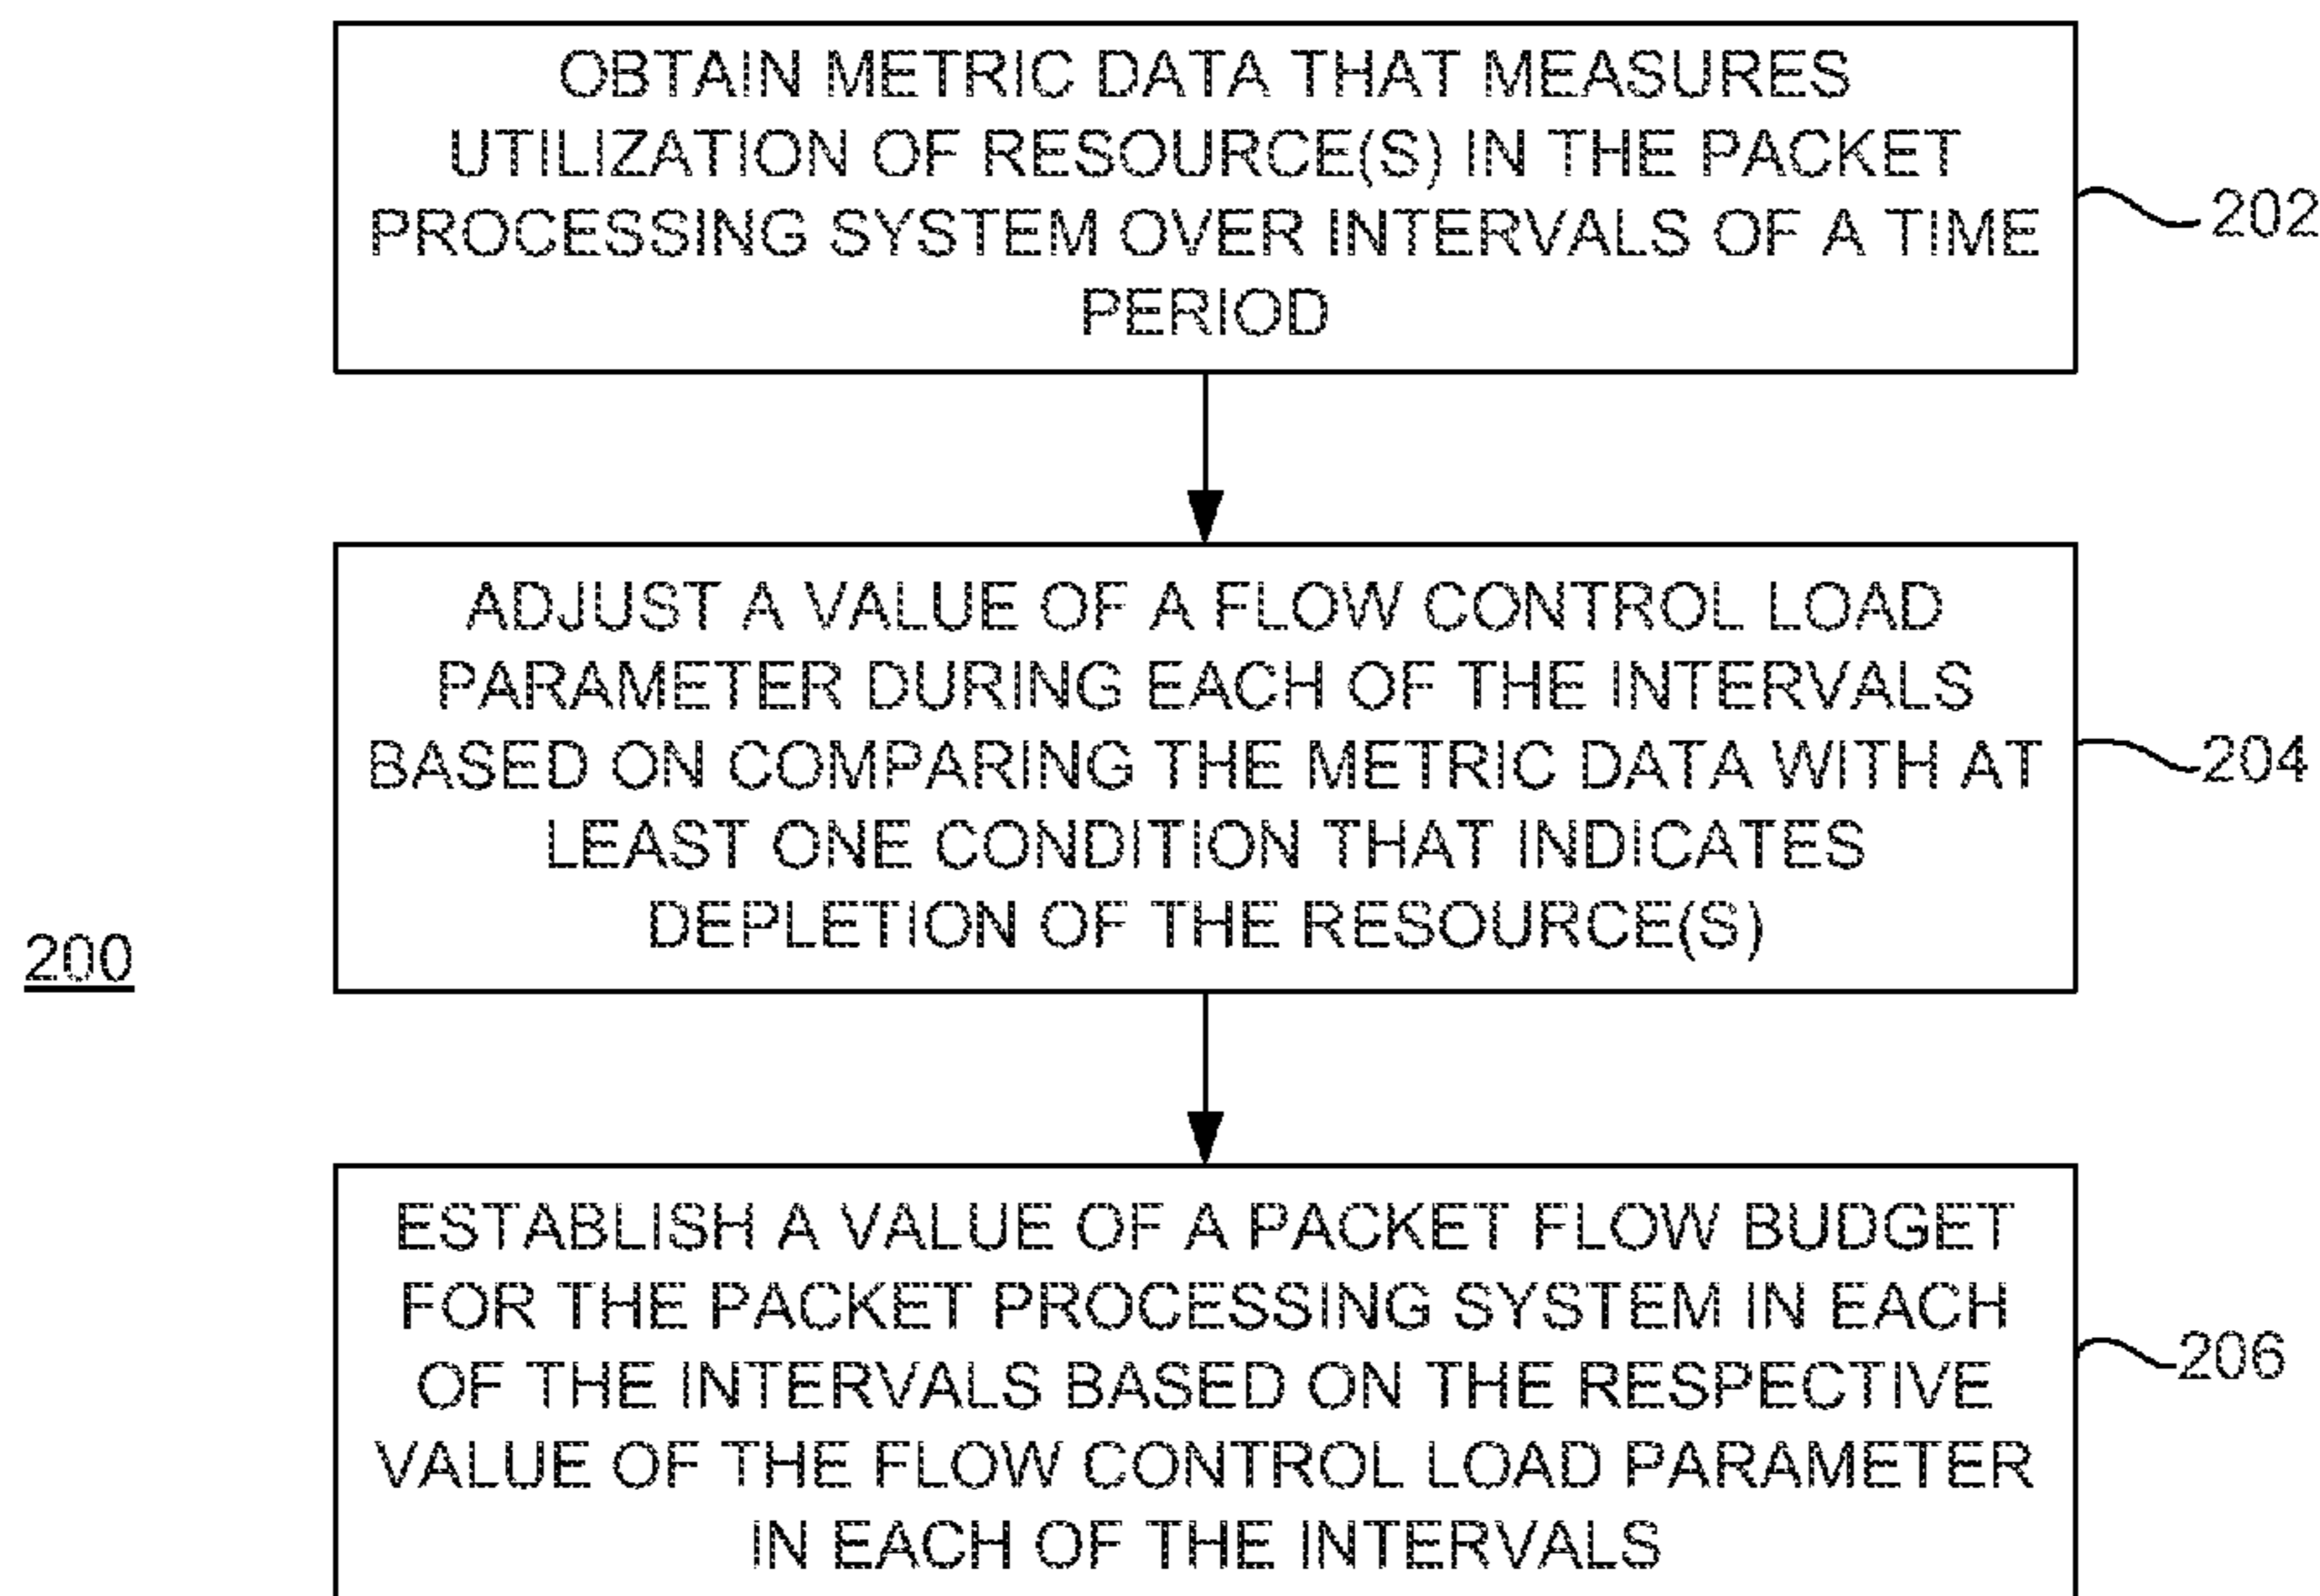 OBTAIN METRIC DATA THAT MEASURES
UTILIZATION OF RESOURCE(S) IN THE PACKET
PROCESSING SYSTEM OVER INTERVALS OF A TIME
PERIOD
202
ADJUST A VALUE OF A FLOW CONTROL LOAD
PARAMETER DURING EACH OF THE INTERVALS
BASED ON COMPARING THE METRIC DATA WITH AT
LEAST ONE CONDITION THAT INDICATES
DEPLETION OF THE RESOURCE(S)
204
200
ESTABLISH A VALUE OF A PACKET FLOW BUDGET
FOR THE PACKET PROCESSING SYSTEM IN EACH
OF THE INTERVALS BASED ON THE RESPECTIVE
VALUE OF THE FLOW CONTROL LOAD PARAMETER
IN EACH OF THE INTERVALS
206